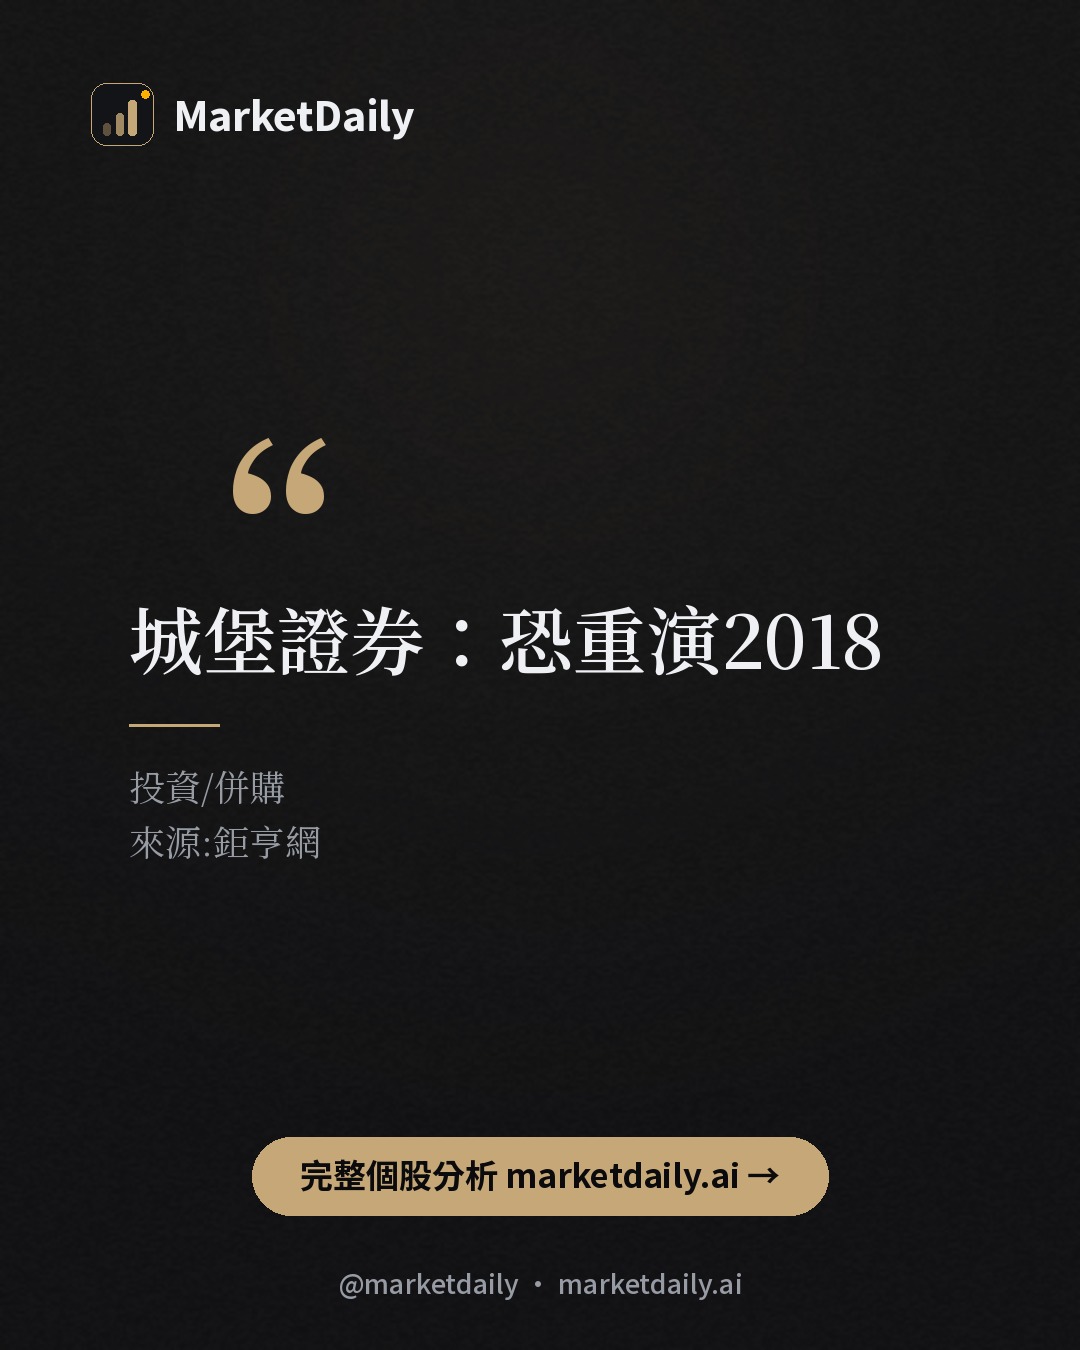 MarketDaily
“
城堡證券：恐重演2018
投資/併購
來源:鉅亨網
完整個股分析 marketdaily.ai →
@marketdaily · marketdaily.ai